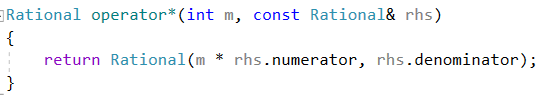 Rational operator*(int m, const Rational& rhs)
{
    return Rational(m * rhs.numerator, rhs.denominator);
}